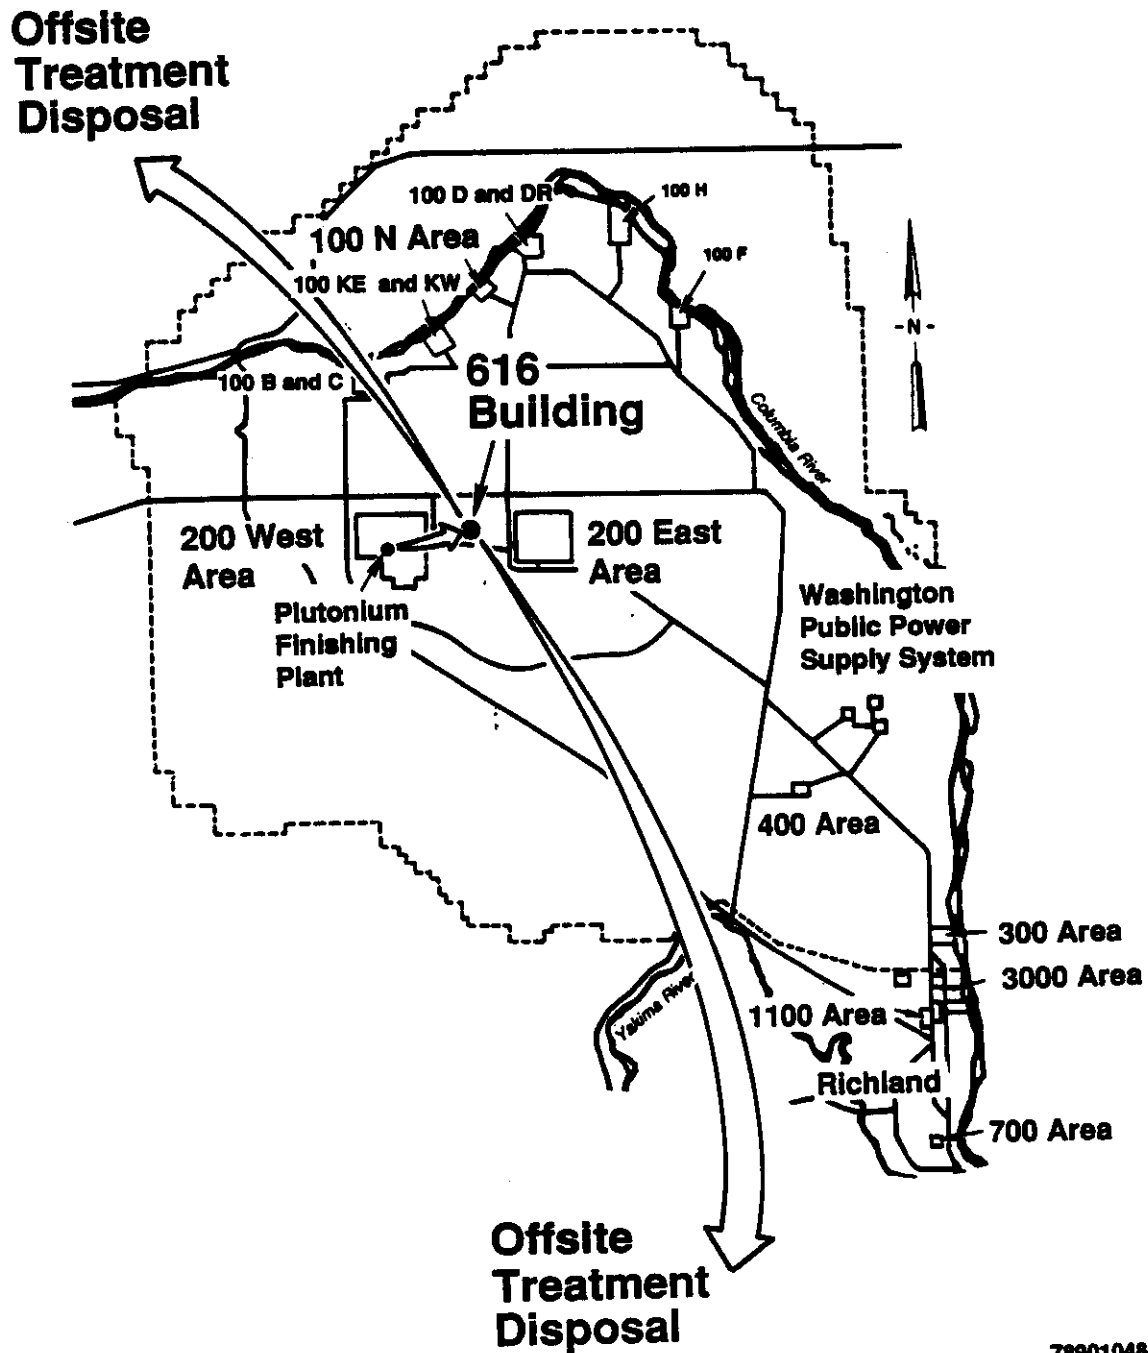 Offsite
Treatment
Disposal
100 D and DR
100 H
100 N Area
100 F
100 KE and KW
- N -
616
Building
100 B and C
Columbia River
200 West
Area
200 East
Area
Plutonium
Finishing
Plant
Washington
Public Power
Supply System
400 Area
300 Area
3000 Area
Yakima River
1100 Area
Richland
700 Area
Offsite
Treatment
Disposal